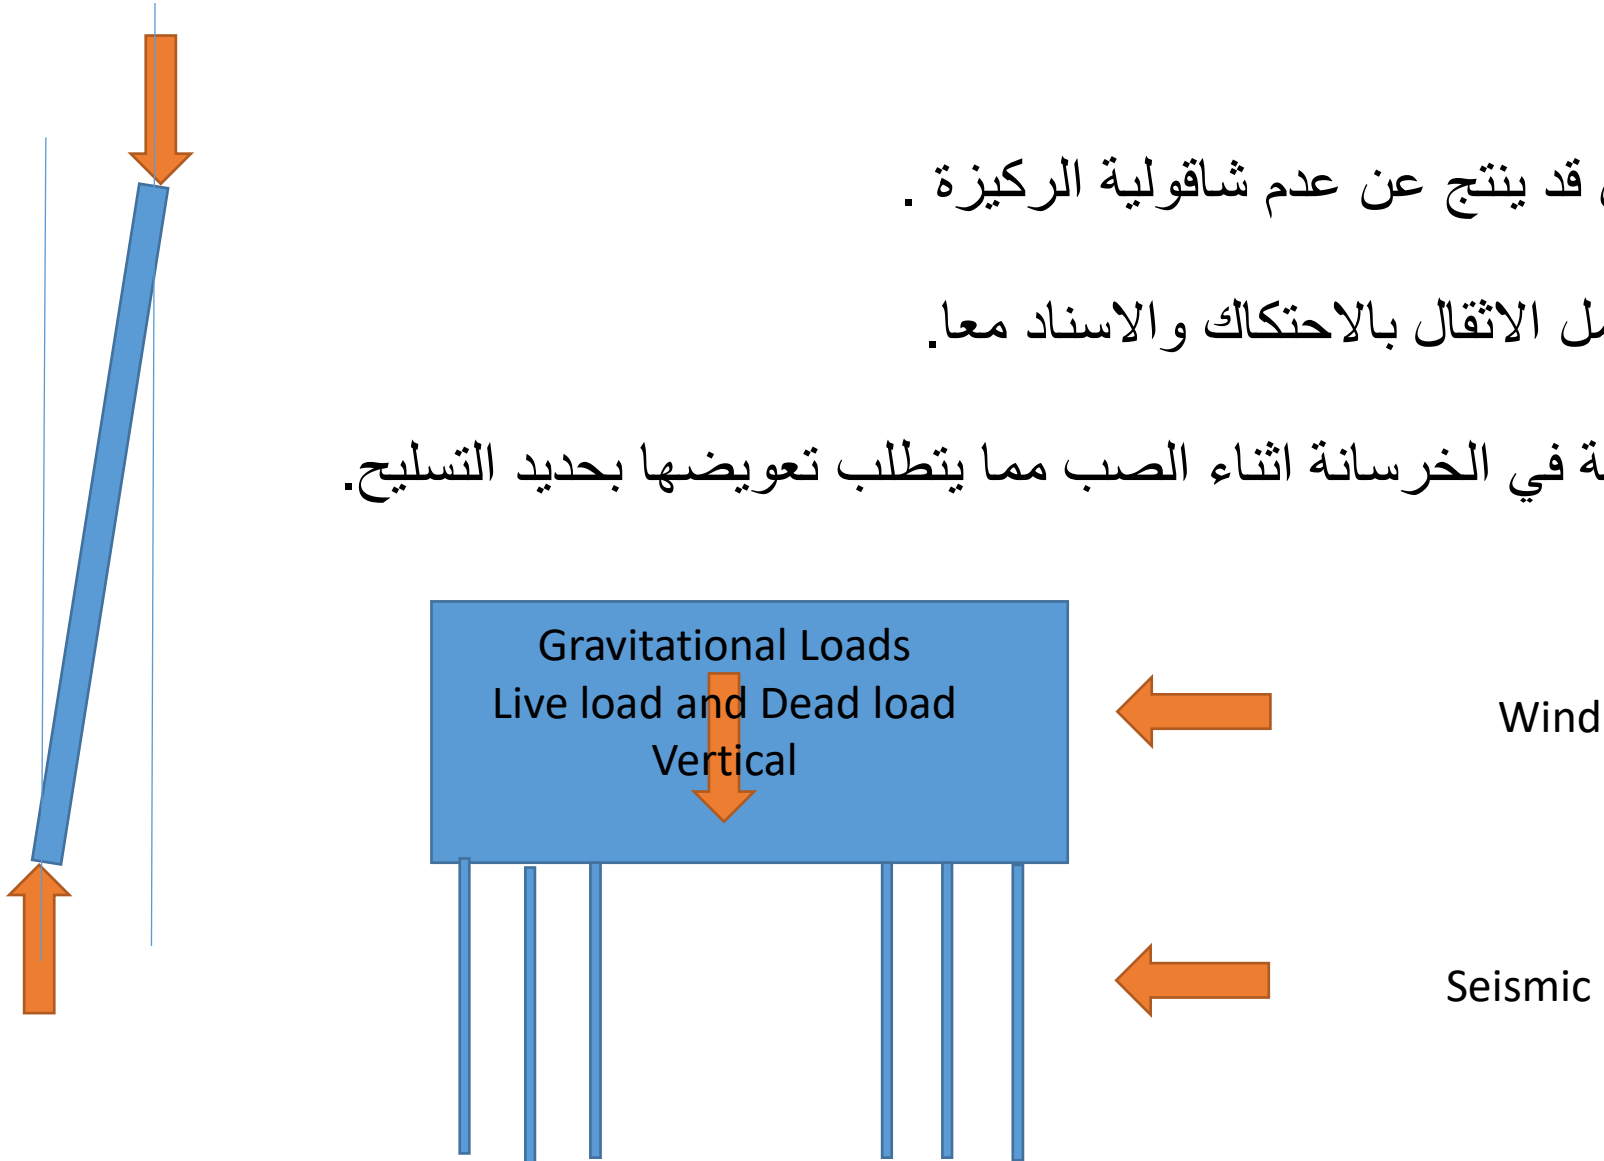 قد ينتج عن عدم شاقولية الركيزة .
الاثقال بالاحتكاك والاسناد معا.
في الخرسانة اثناء الصب مما يتطلب تعويضها بحديد التسليح.
Gravitational Loads
Live load and Dead load
Vertical
Wind
Seismic